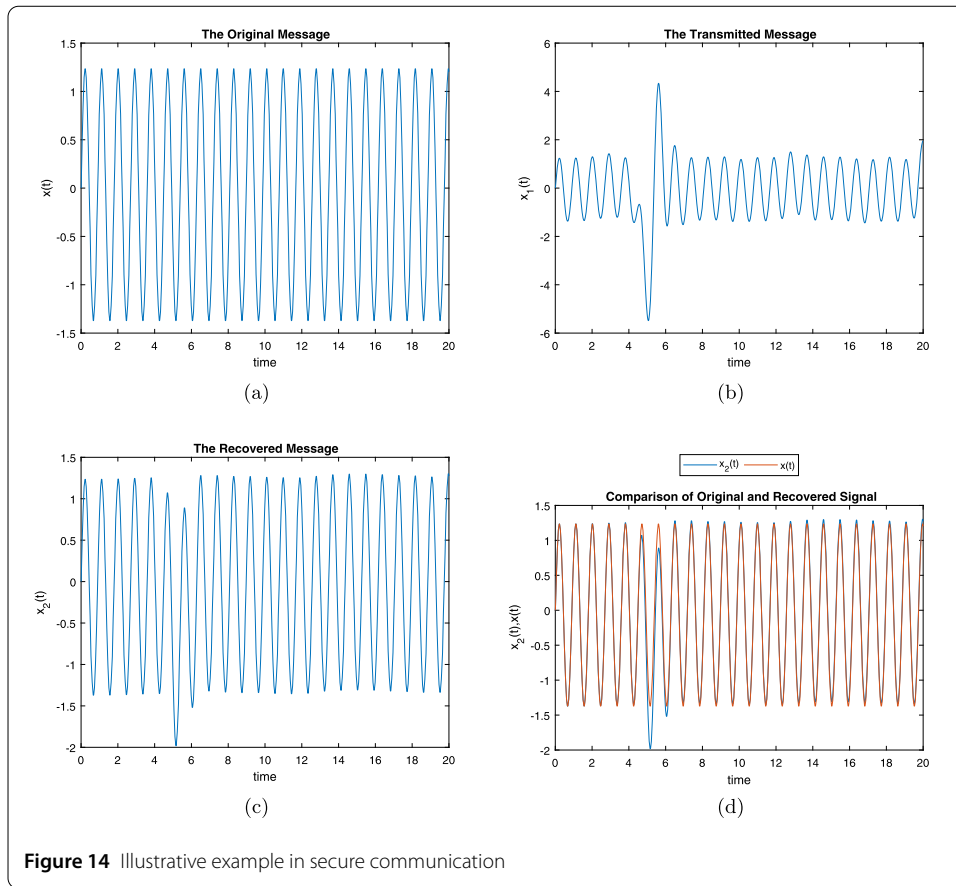 The Original Message
1.5
1
0.5
0
-0.5
-1
-1.5
x(t)
0 2 4 6 8 10 12 14 16 18 20
time
(a)
The Transmitted Message
6
4
2
0
-2
-4
-6
x_1(t)
0 2 4 6 8 10 12 14 16 18 20
time
(b)
The Recovered Message
1.5
1
0.5
0
-0.5
-1
-1.5
-2
x_2(t)
0 2 4 6 8 10 12 14 16 18 20
time
(c)
x_2(t) x(t)
Comparison of Original and Recovered Signal
1.5
1
0.5
0
-0.5
-1
-1.5
-2
x_2(t),x(t)
0 2 4 6 8 10 12 14 16 18 20
time
(d)
Figure 14 Illustrative example in secure communication